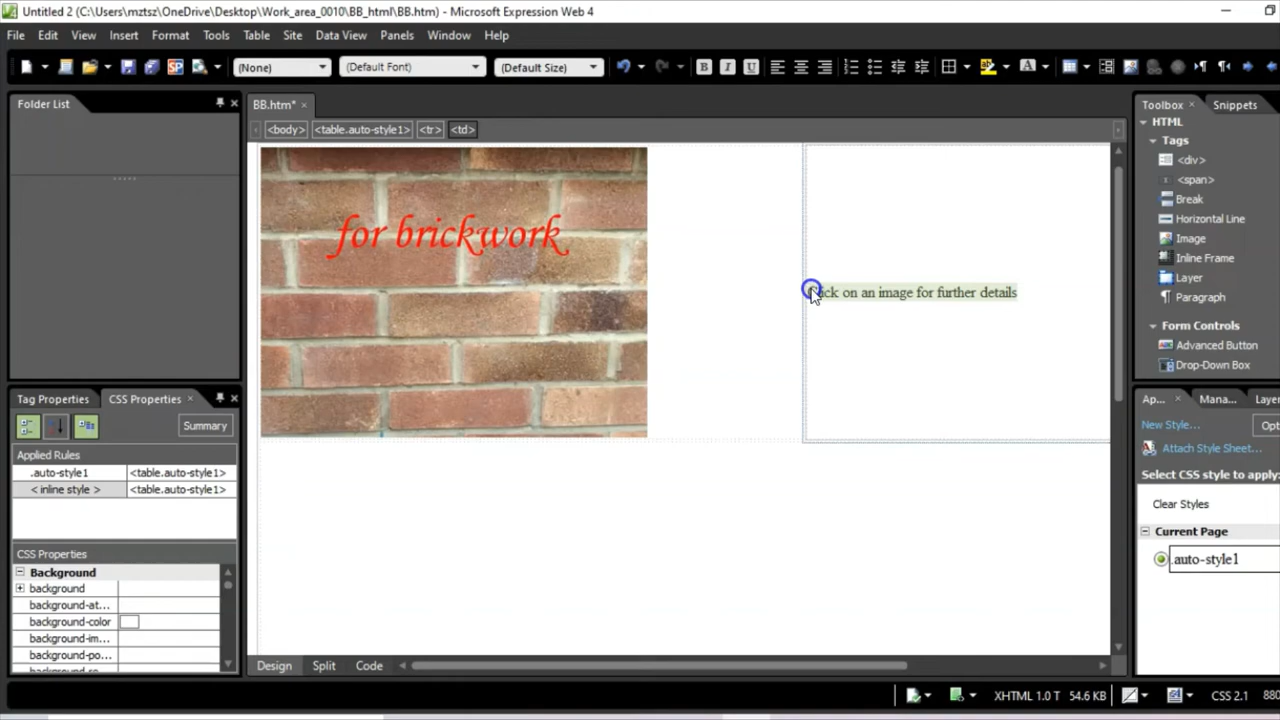 Untitled 2 (C:\Users\mztsz\OneDrive\Desktop\Work_area_0010\BB_html\BB.htm) - Microsoft Expression Web 4
File Edit View Insert Format Tools Table Site Data View Panels Window Help
SP (None) (Default Font) (Default Size) B I U A
Folder List
BB.htm*
<body> <table.auto-style1> <tr> <td>
for brickwork
Click on an image for further details
Toolbox Snippets
HTML
Tags
<div>
<span>
Break
Horizontal Line
Image
Inline Frame
Layer
Paragraph
Form Controls
Advanced Button
Drop-Down Box
Tag Properties CSS Properties
Summary
Applied Rules
.auto-style1 <table.auto-style1>
< inline style > <table.auto-style1>
CSS Properties
Background
background
background-at...
background-color
background-im...
background-po...
Ap... Mana... Layer
New Style... Opt
Attach Style Sheet...
Select CSS style to apply:
Clear Styles
Current Page
.auto-style1
Design Split Code
XHTML 1.0 T 54.6 KB CSS 2.1 880